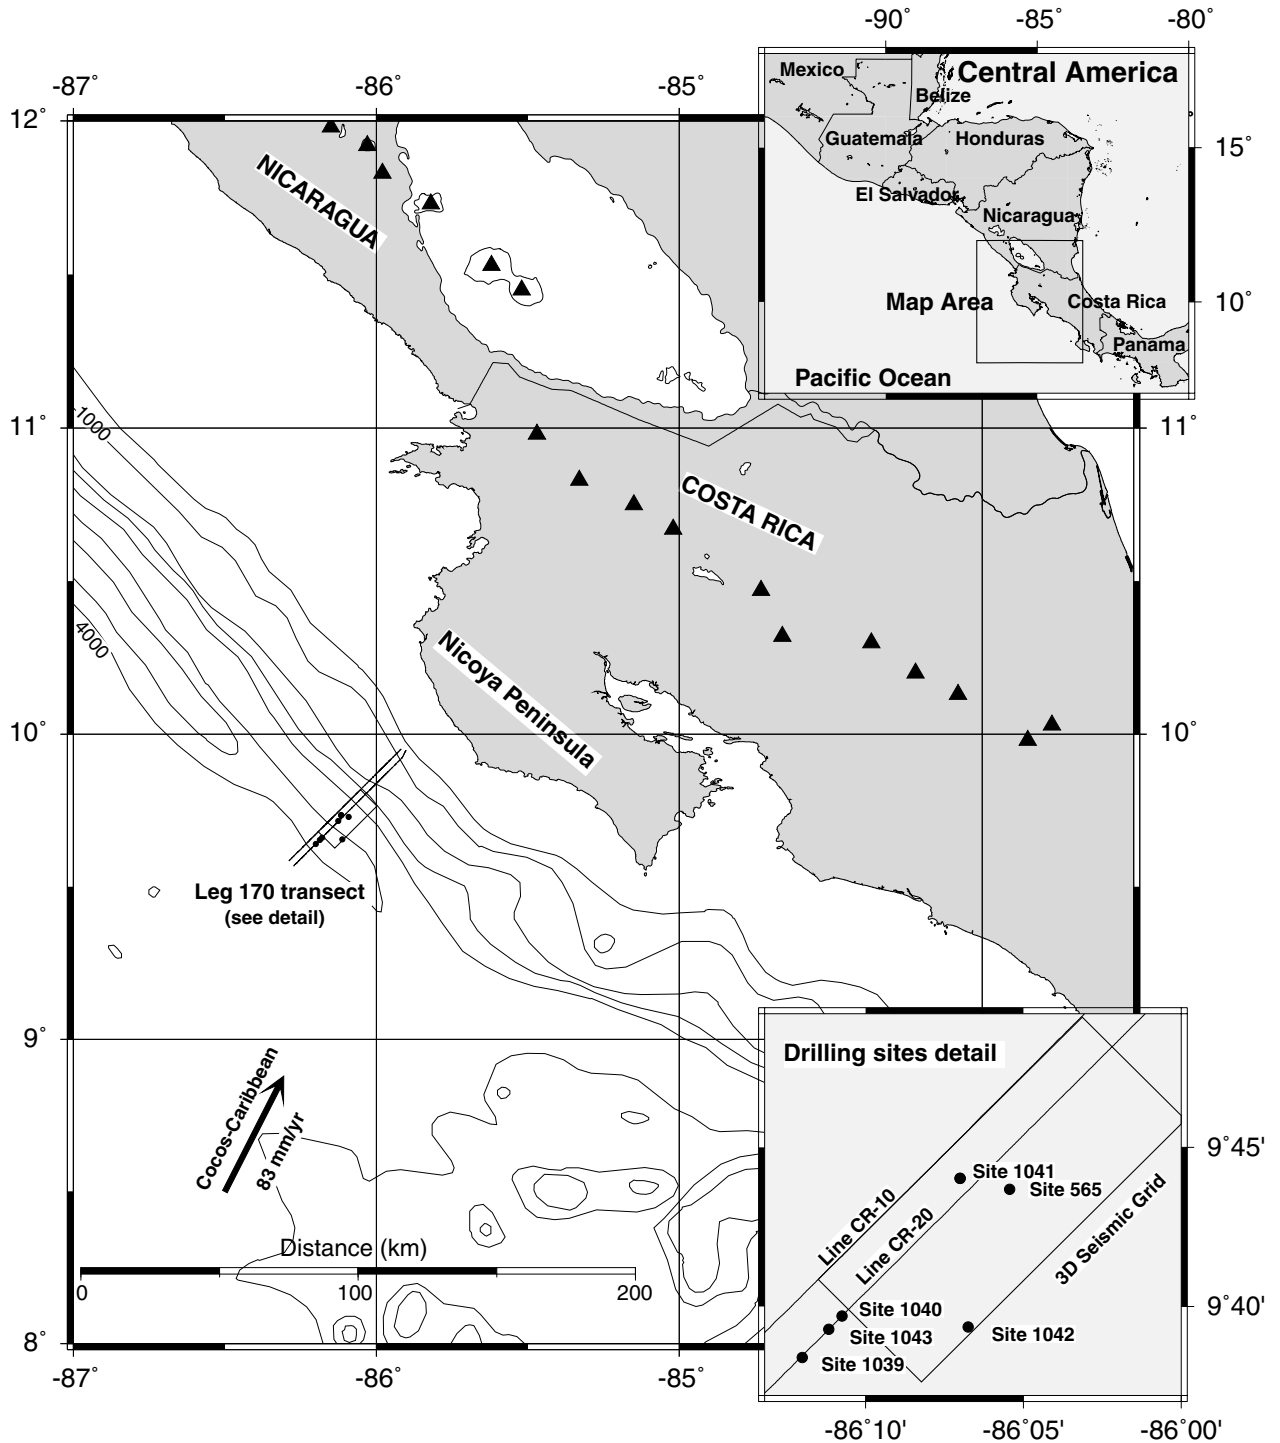 -90˚
-85˚
-80˚
-87˚
-86˚
-85˚
Mexico
Central America
Belize
12˚
Guatemala
Honduras
15˚
NICARAGUA
El Salvador
Nicaragua
Map Area
Costa Rica
10˚
Panama
Pacific Ocean
1000
11˚
11˚
COSTA RICA
4000
Nicoya Peninsula
10˚
10˚
Leg 170 transect
(see detail)
9˚
Drilling sites detail
Cocos-Caribbean
83 mm/yr
9˚45'
Site 1041
Site 565
Line CR-10
Line CR-20
3D Seismic Grid
Distance (km)
0
100
200
9˚40'
Site 1040
Site 1043
Site 1042
Site 1039
8˚
-87˚
-86˚
-85˚
-86˚10'
-86˚05'
-86˚00'